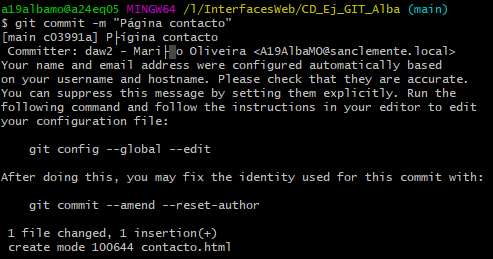 a19albamo@a24eq05 MINGW64 /l/InterfacesWeb/CD_Ej_GIT_Alba (main)
$ git commit -m "Página contacto"
[main c03991a] P├ígina contacto
Committer: daw2 - Mari├▒o Oliveira <A19AlbaMO@sanclemente.local>
Your name and email address were configured automatically based
on your username and hostname. Please check that they are accurate.
You can suppress this message by setting them explicitly. Run the
following command and follow the instructions in your editor to edit
your configuration file:
git config --global --edit
After doing this, you may fix the identity used for this commit with:
git commit --amend --reset-author
1 file changed, 1 insertion(+)
create mode 100644 contacto.html